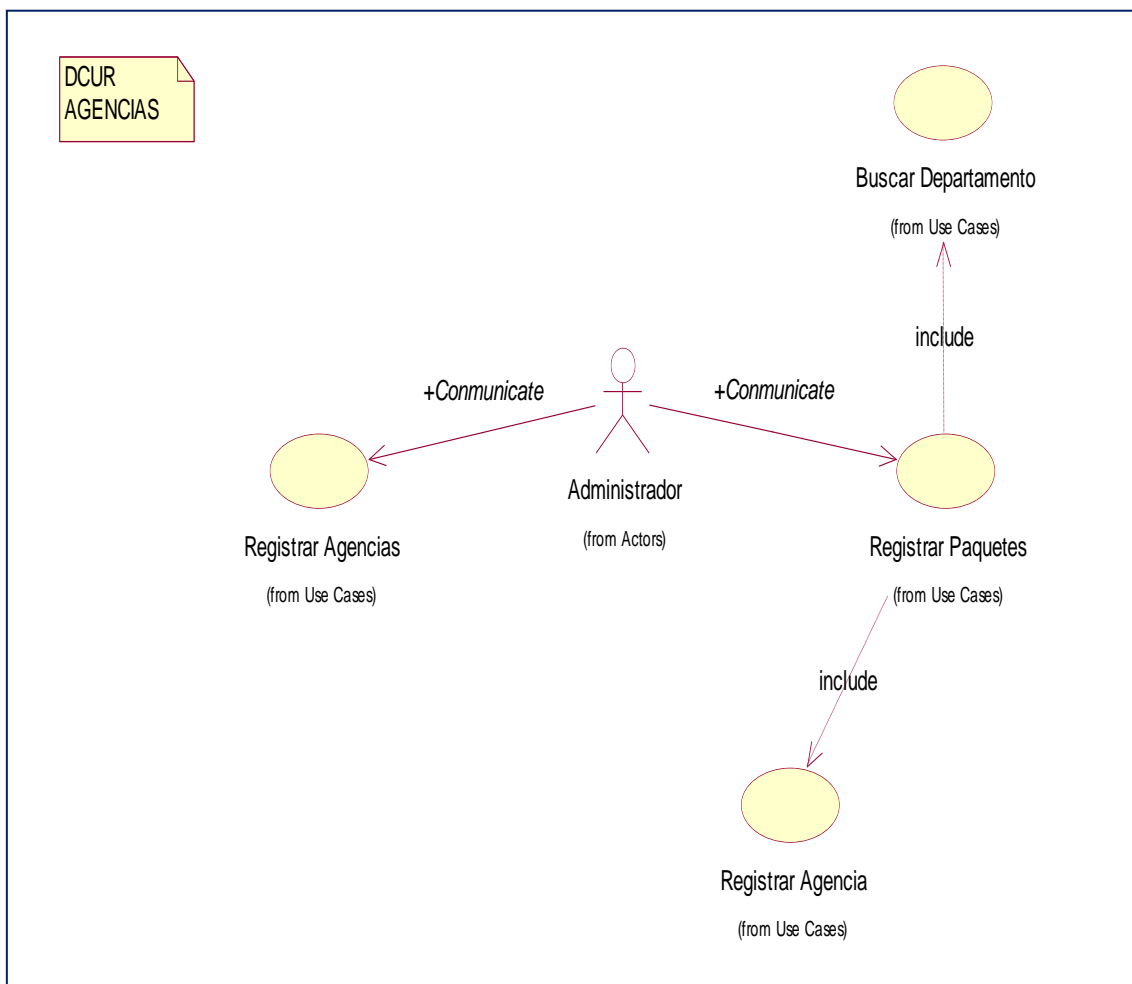 DCUR
AGENCIAS
Buscar Departamento
(from Use Cases)
include
+Conmunicate
+Conmunicate
Administrador
(from Actors)
Registrar Agencias
(from Use Cases)
Registrar Paquetes
(from Use Cases)
include
Registrar Agencia
(from Use Cases)